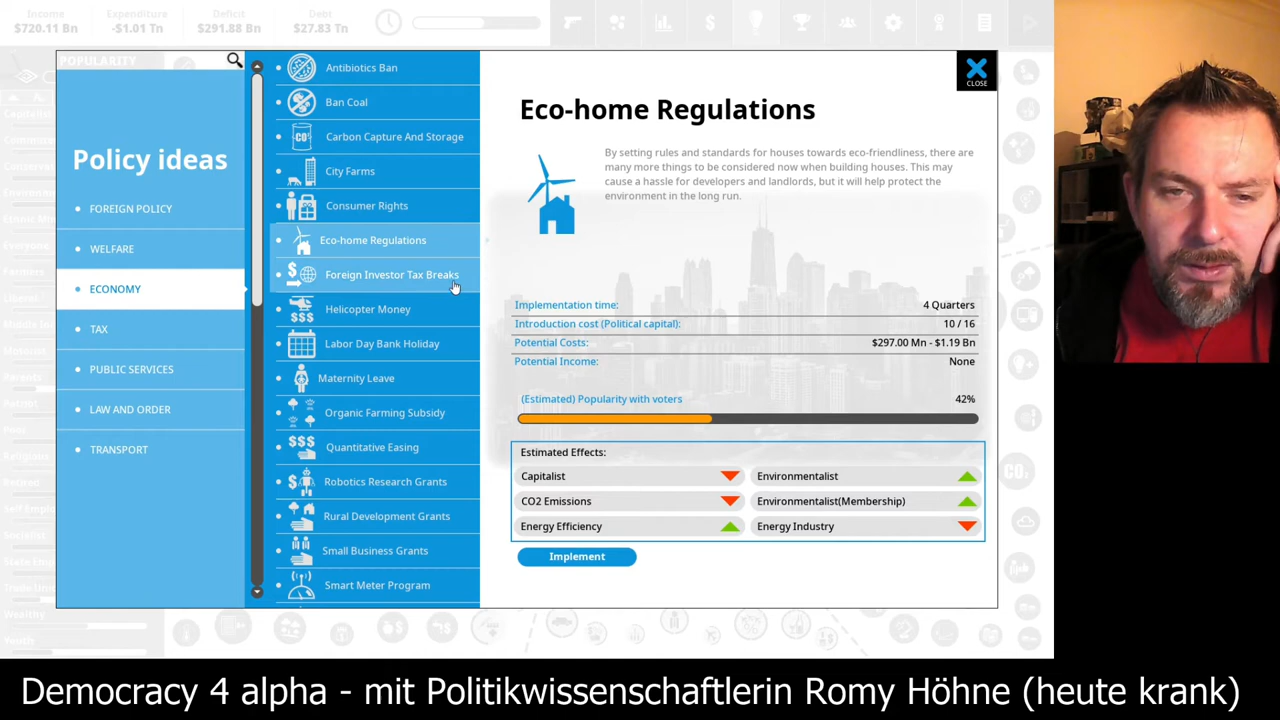 Income
$720.11 Bn
Expenditure
-$1.01 Tn
Deficit
$291.88 Bn
Debt
$27.83 Tn
POPULARITY
Policy ideas
FOREIGN POLICY
WELFARE
ECONOMY
TAX
PUBLIC SERVICES
LAW AND ORDER
TRANSPORT
Antibiotics Ban
Ban Coal
Carbon Capture And Storage
City Farms
Consumer Rights
Eco-home Regulations
Foreign Investor Tax Breaks
Helicopter Money
Labor Day Bank Holiday
Maternity Leave
Organic Farming Subsidy
Quantitative Easing
Robotics Research Grants
Rural Development Grants
Small Business Grants
Smart Meter Program
CLOSE
Eco-home Regulations
By setting rules and standards for houses towards eco-friendliness, there are
many more things to be considered now when building houses. This may
cause a hassle for developers and landlords, but it will help protect the
environment in the long run.
Implementation time: 4 Quarters
Introduction cost (Political capital): 10 / 16
Potential Costs: $297.00 Mn - $1.19 Bn
Potential Income: None
(Estimated) Popularity with voters 42%
Estimated Effects:
Capitalist Environmentalist
CO2 Emissions Environmentalist(Membership)
Energy Efficiency Energy Industry
Implement
Democracy 4 alpha - mit Politikwissenschaftlerin Romy Höhne (heute krank)